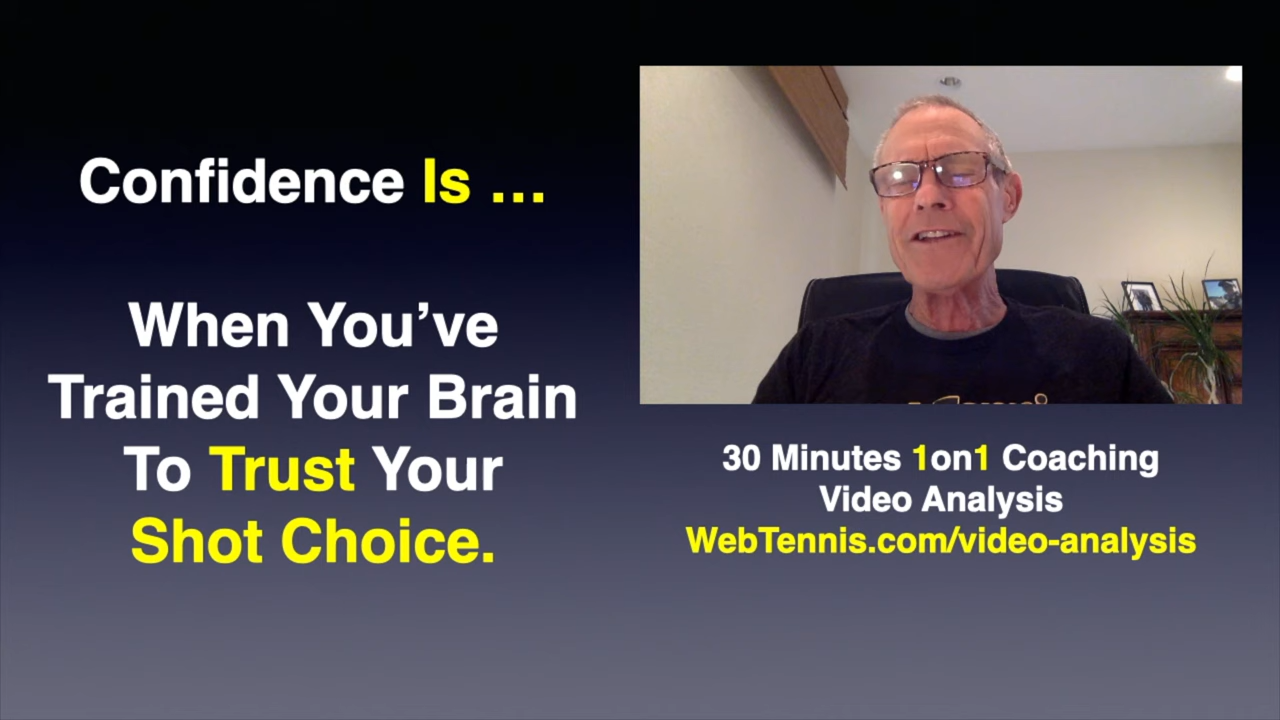 Confidence Is ...
When You’ve
Trained Your Brain
To Trust Your
Shot Choice.
30 Minutes 1on1 Coaching
Video Analysis
WebTennis.com/video-analysis